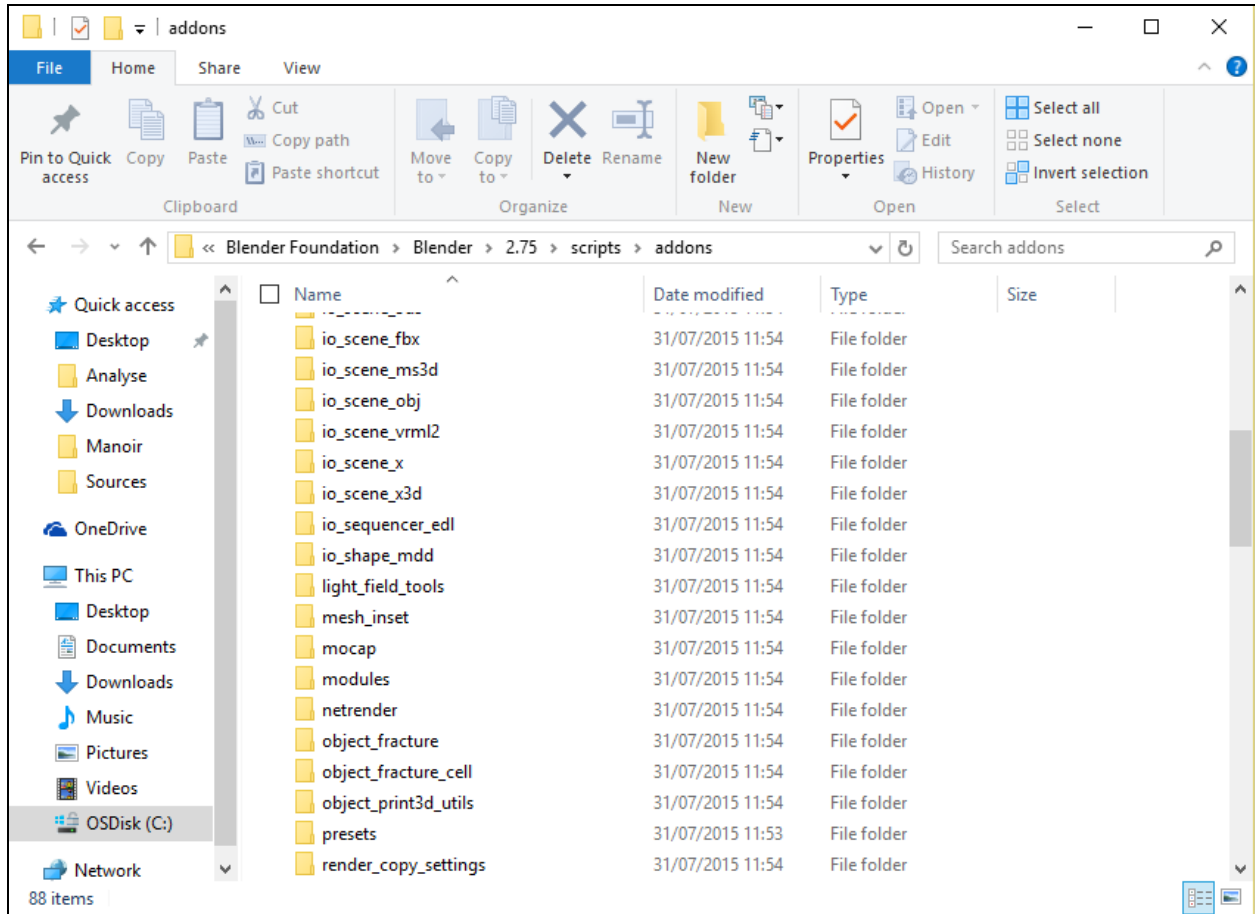 addons
File Home Share View
Pin to Quick access Copy Paste Cut Copy path Paste shortcut
Clipboard
Move to Copy to Delete Rename
Organize
New folder
New
Properties Open Edit History
Open
Select all Select none Invert selection
Select
« Blender Foundation > Blender > 2.75 > scripts > addons
Search addons
Quick access
Desktop
Analyse
Downloads
Manoir
Sources
OneDrive
This PC
Desktop
Documents
Downloads
Music
Pictures
Videos
OSDisk (C:)
Network
Name Date modified Type Size
io_scene_fbx 31/07/2015 11:54 File folder
io_scene_ms3d 31/07/2015 11:54 File folder
io_scene_obj 31/07/2015 11:54 File folder
io_scene_vrml2 31/07/2015 11:54 File folder
io_scene_x 31/07/2015 11:54 File folder
io_scene_x3d 31/07/2015 11:54 File folder
io_sequencer_edl 31/07/2015 11:54 File folder
io_shape_mdd 31/07/2015 11:54 File folder
light_field_tools 31/07/2015 11:54 File folder
mesh_inset 31/07/2015 11:54 File folder
mocap 31/07/2015 11:54 File folder
modules 31/07/2015 11:54 File folder
netrender 31/07/2015 11:54 File folder
object_fracture 31/07/2015 11:54 File folder
object_fracture_cell 31/07/2015 11:54 File folder
object_print3d_utils 31/07/2015 11:54 File folder
presets 31/07/2015 11:53 File folder
render_copy_settings 31/07/2015 11:54 File folder
88 items